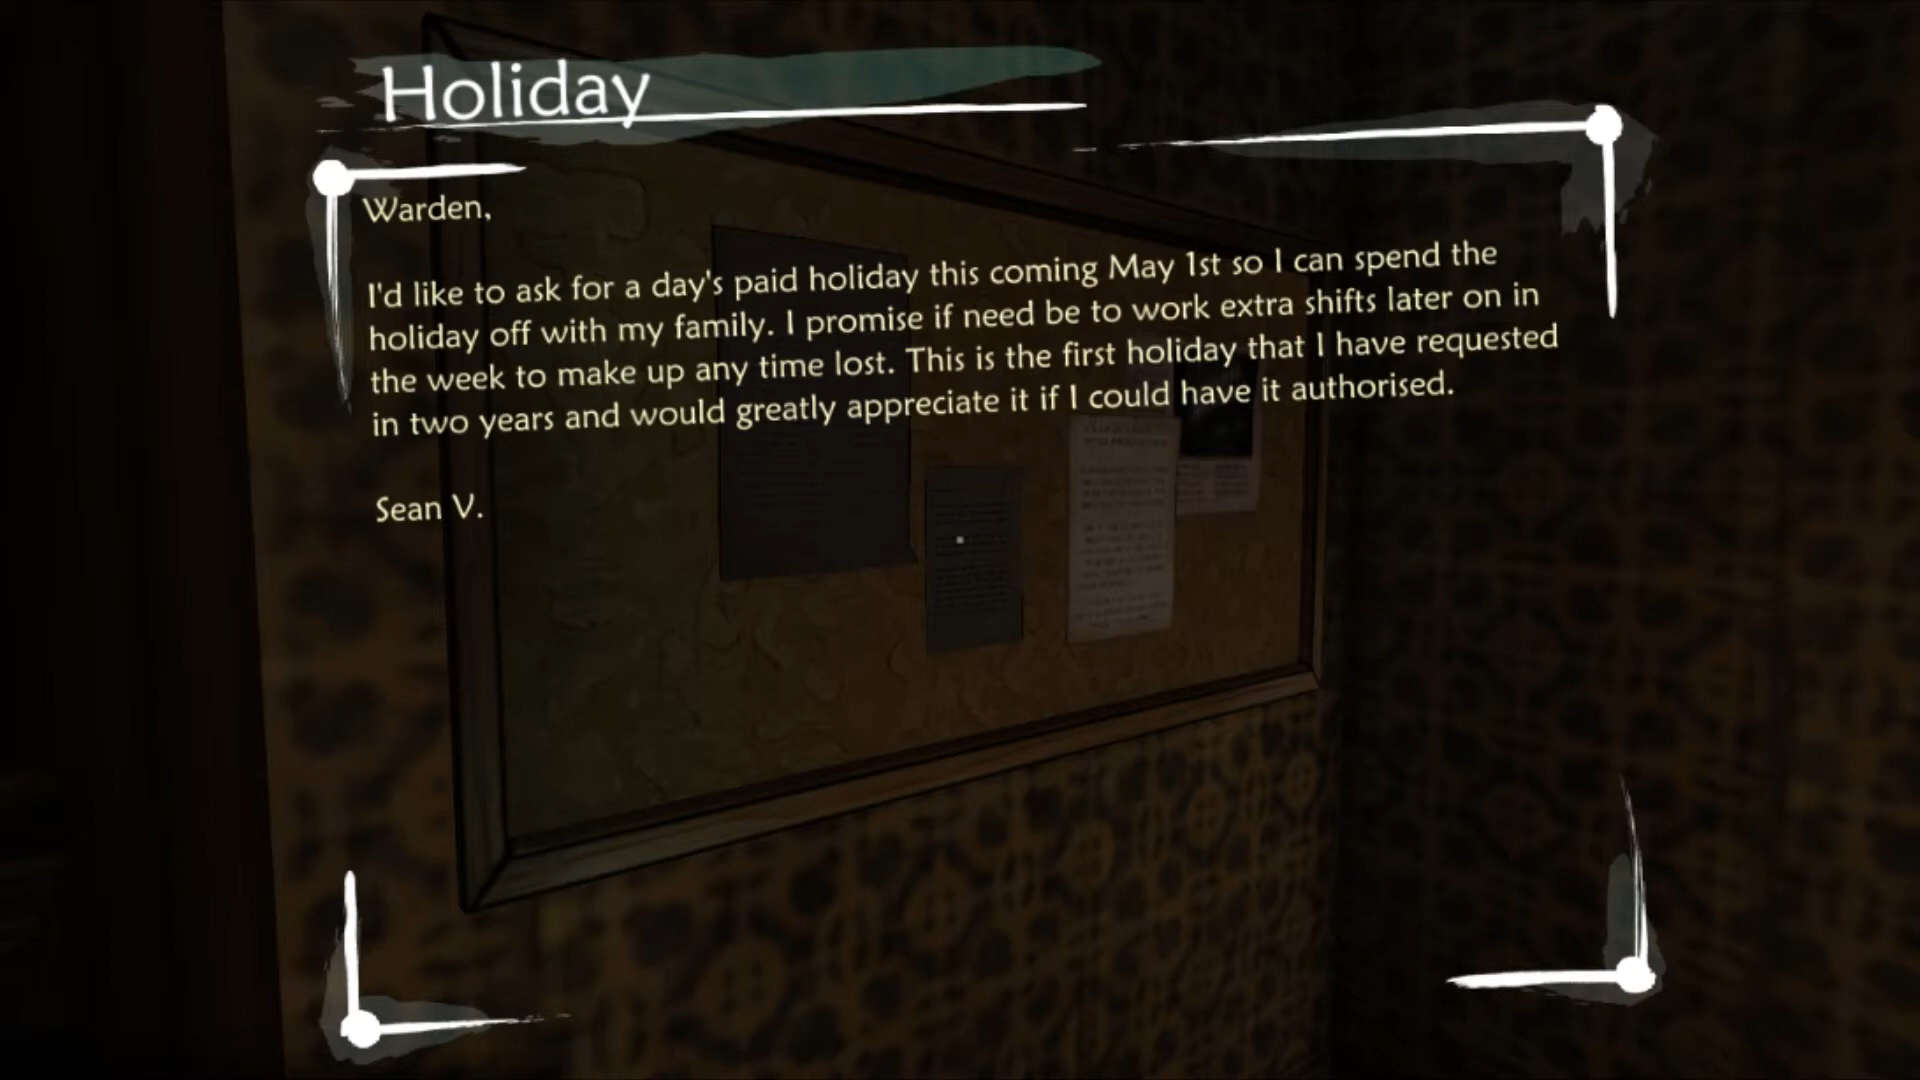 Holiday
Warden,
I'd like to ask for a day's paid holiday this coming May 1st so I can spend the
holiday off with my family. I promise if need be to work extra shifts later on in
the week to make up any time lost. This is the first holiday that I have requested
in two years and would greatly appreciate it if I could have it authorised.
Sean V.